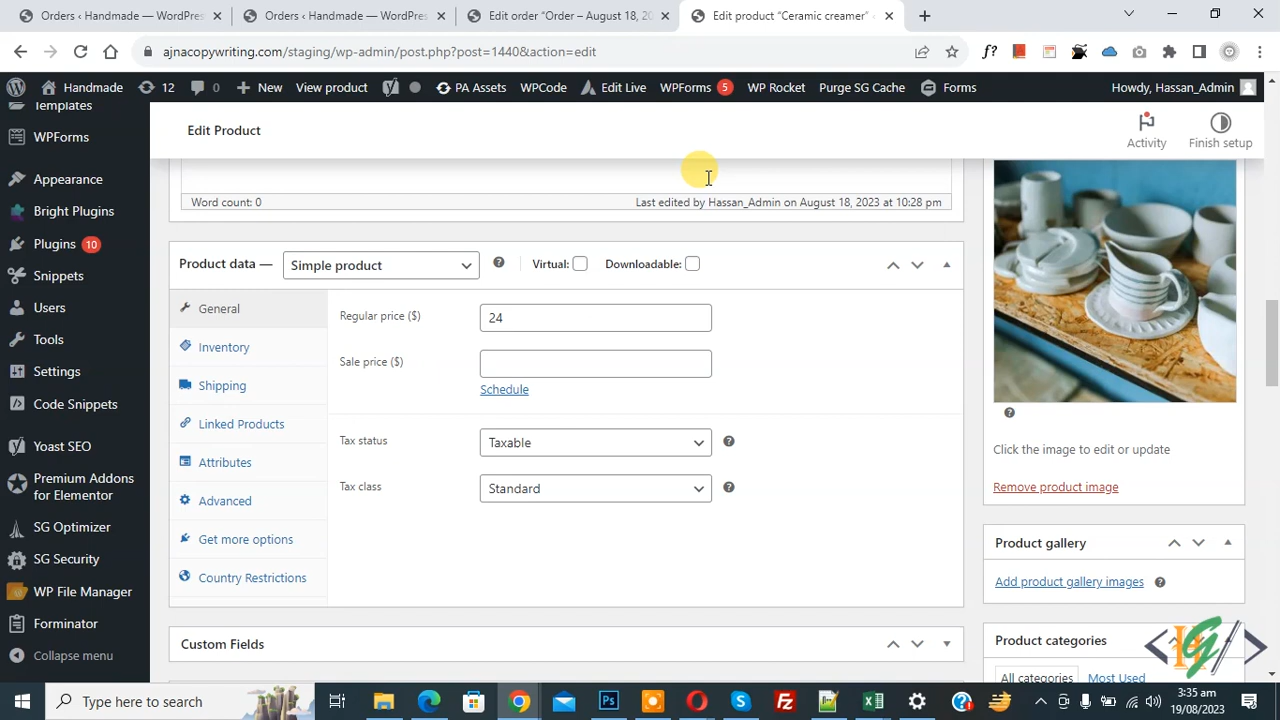 Orders ‹ Handmade — WordPres
Orders ‹ Handmade — WordPres
Edit order "Order – August 18, 20
Edit product "Ceramic creamer"
ajnacopywriting.com/staging/wp-admin/post.php?post=1440&action=edit
Handmade
12
0
New
View product
PA Assets
WPCode
Edit Live
WPForms 5
WP Rocket
Purge SG Cache
Forms
Howdy, Hassan_Admin
Templates
WPForms
Appearance
Bright Plugins
Plugins 10
Snippets
Users
Tools
Settings
Code Snippets
Yoast SEO
Premium Addons
for Elementor
SG Optimizer
SG Security
WP File Manager
Forminator
Collapse menu
Edit Product
Activity
Finish setup
Word count: 0
Last edited by Hassan_Admin on August 18, 2023 at 10:28 pm
Product data —
Simple product
Virtual:
Downloadable:
General
Inventory
Shipping
Linked Products
Attributes
Advanced
Get more options
Country Restrictions
Regular price ($)
24
Sale price ($)
Schedule
Tax status
Taxable
Tax class
Standard
Custom Fields
Click the image to edit or update
Remove product image
Product gallery
Add product gallery images
Product categories
All categories
Most Used
Type here to search
3:35 am
19/08/2023